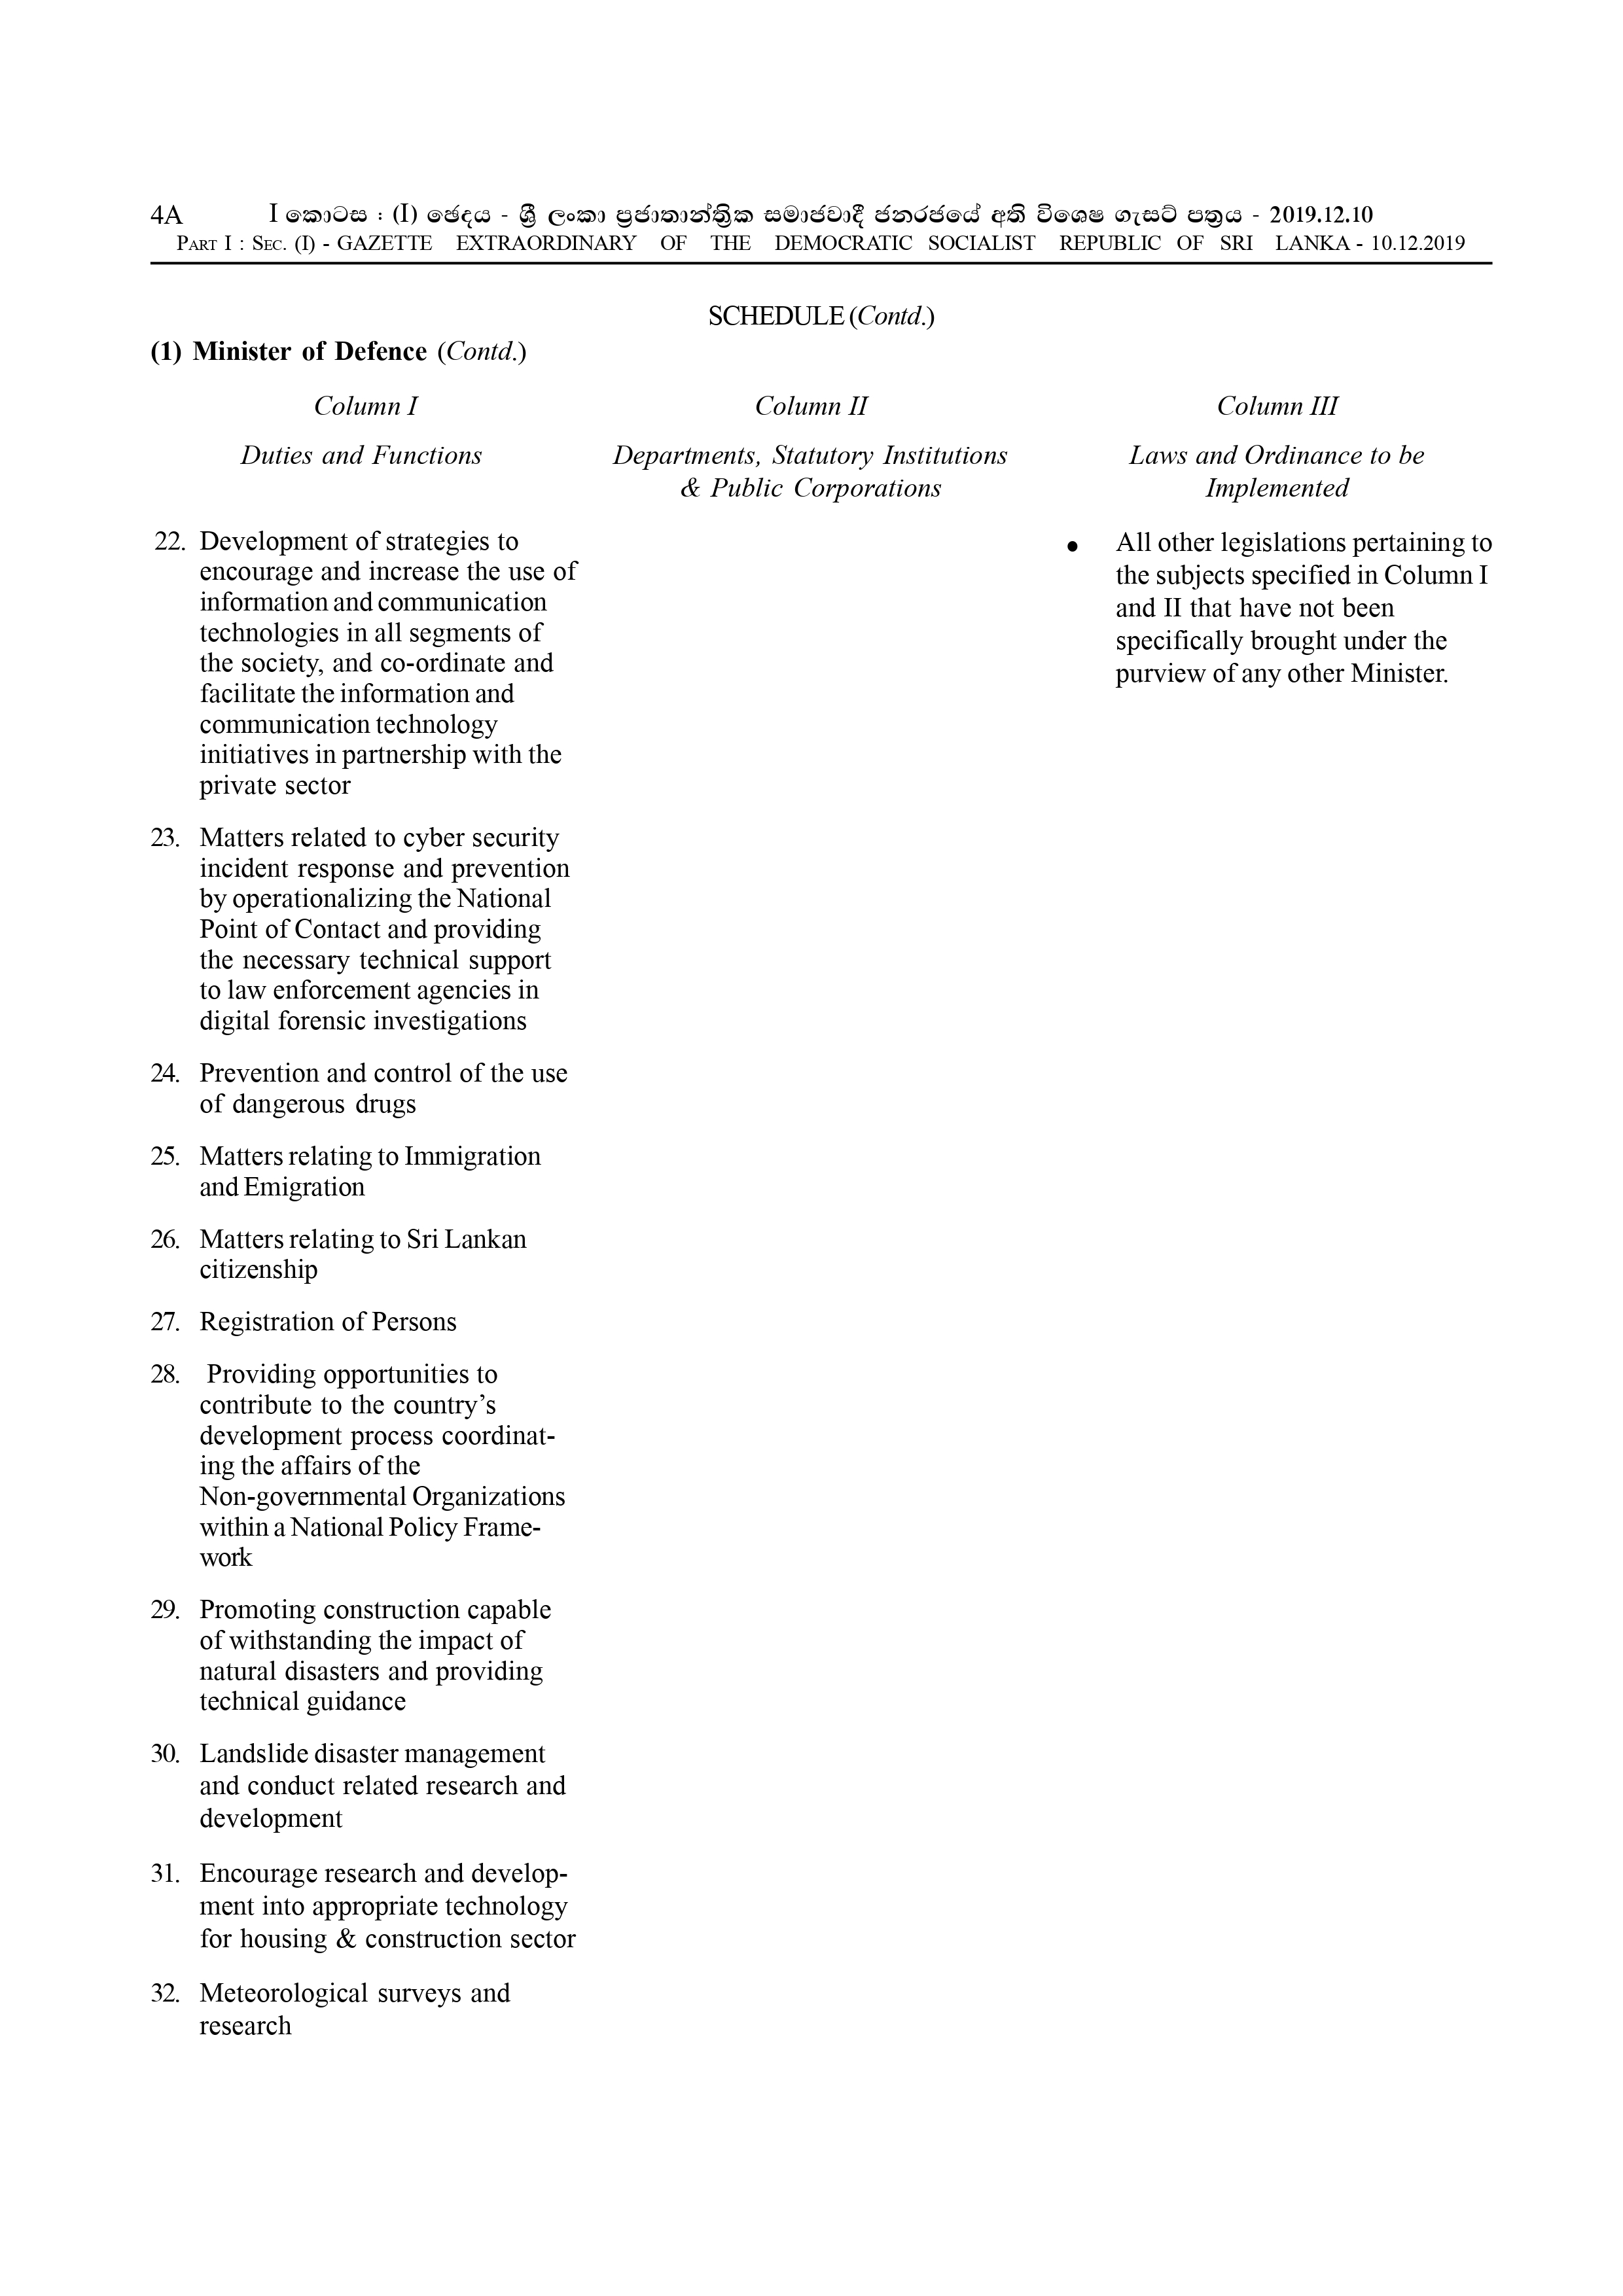 4A
I කොටස : (I) ඡෙදය - ශ්‍රී ලංකා ප්‍රජාතාන්ත්‍රික සමාජවාදී ජනරජයේ අති විශෙෂ ගැසට් පත්‍රය - 2019.12.10
PART I : SEC. (I) - GAZETTE EXTRAORDINARY OF THE DEMOCRATIC SOCIALIST REPUBLIC OF SRI LANKA - 10.12.2019
SCHEDULE (Contd.)
(1) Minister of Defence (Contd.)
Column I
Duties and Functions
Column II
Departments, Statutory Institutions
& Public Corporations
Column III
Laws and Ordinance to be
Implemented
22. Development of strategies to
encourage and increase the use of
information and communication
technologies in all segments of
the society, and co-ordinate and
facilitate the information and
communication technology
initiatives in partnership with the
private sector
23. Matters related to cyber security
incident response and prevention
by operationalizing the National
Point of Contact and providing
the necessary technical support
to law enforcement agencies in
digital forensic investigations
24. Prevention and control of the use
of dangerous drugs
25. Matters relating to Immigration
and Emigration
26. Matters relating to Sri Lankan
citizenship
27. Registration of Persons
28. Providing opportunities to
contribute to the country’s
development process coordinat-
ing the affairs of the
Non-governmental Organizations
within a National Policy Frame-
work
29. Promoting construction capable
of withstanding the impact of
natural disasters and providing
technical guidance
30. Landslide disaster management
and conduct related research and
development
31. Encourage research and develop-
ment into appropriate technology
for housing & construction sector
32. Meteorological surveys and
research
● All other legislations pertaining to
the subjects specified in Column I
and II that have not been
specifically brought under the
purview of any other Minister.